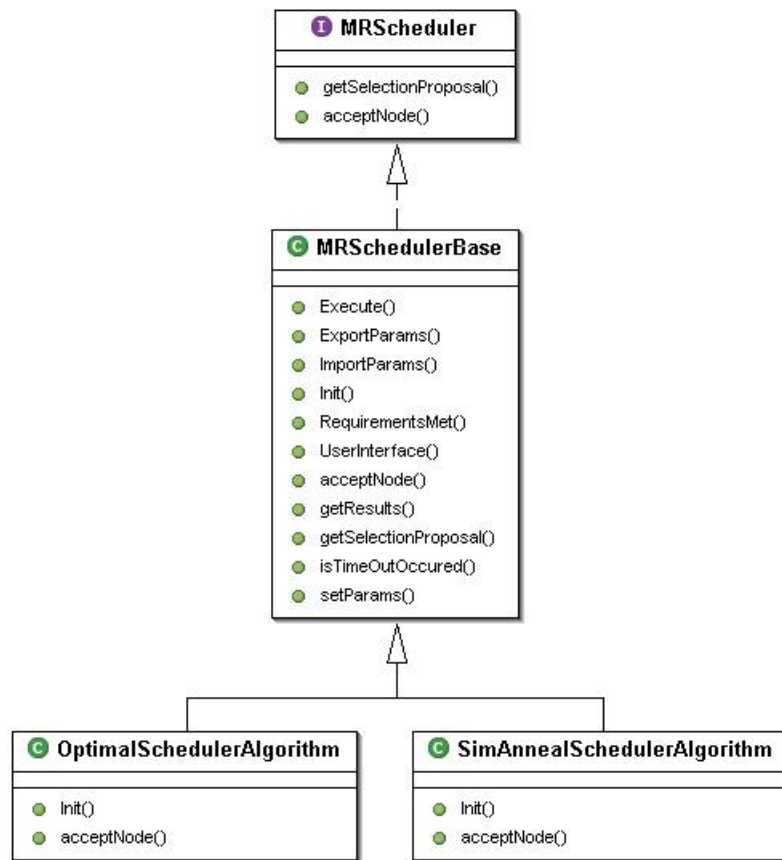 I MRScheduler
getSelectionProposal()
acceptNode()
C MRSchedulerBase
Execute()
ExportParams()
ImportParams()
Init()
RequirementsMet()
UserInterface()
acceptNode()
getResults()
getSelectionProposal()
isTimeOutOccured()
setParams()
C OptimalSchedulerAlgorithm
Init()
acceptNode()
C SimAnnealSchedulerAlgorithm
Init()
acceptNode()